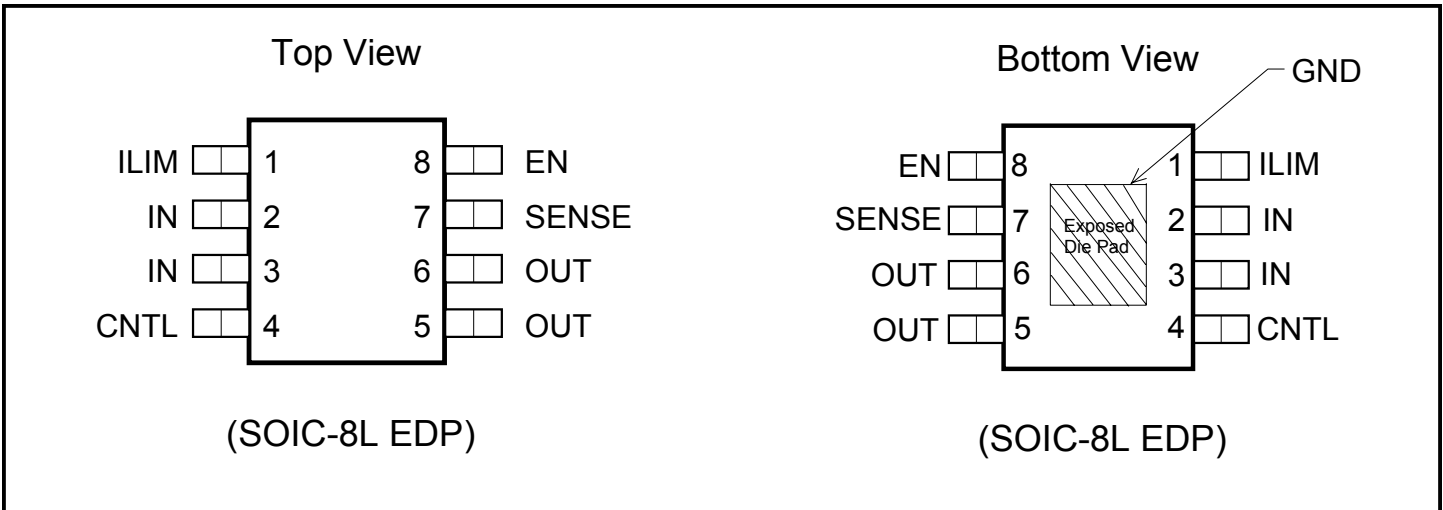 Top View
ILIM 1 8 EN
IN 2 7 SENSE
IN 3 6 OUT
CNTL 4 5 OUT
(SOIC-8L EDP)
Bottom View
GND
EN 8 1 ILIM
SENSE 7 2 IN
Exposed
Die Pad
OUT 6 3 IN
OUT 5 4 CNTL
(SOIC-8L EDP)